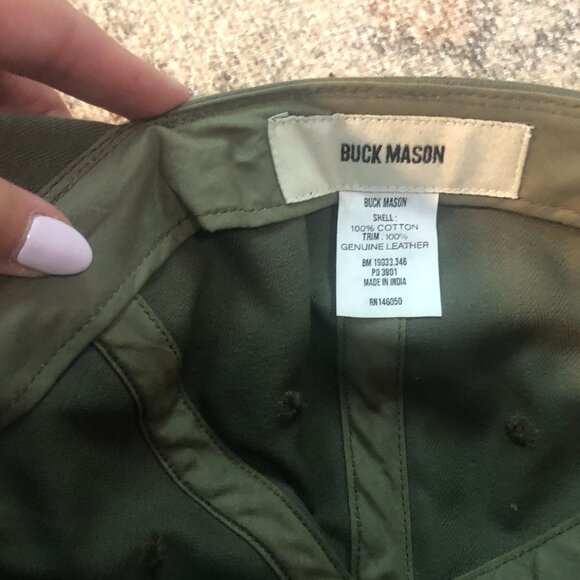 BUCK MASON
BUCK MASON
SHELL :
100% COTTON
TRIM : 100%
GENUINE LEATHER
BM 19033.346
PO 3801
MADE IN INDIA
RN146050